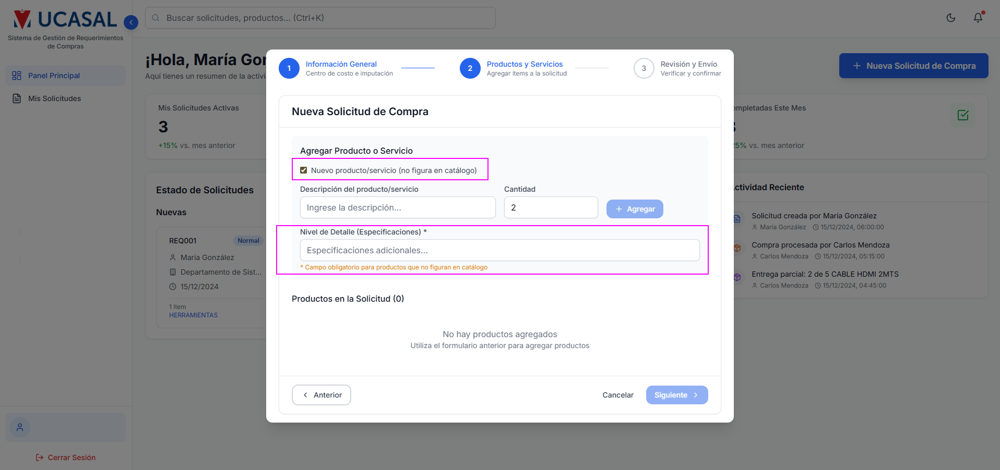 UCASAL
Sistema de Gestión de Requerimientos
de Compras
Panel Principal
Mis Solicitudes
Cerrar Sesión
Buscar solicitudes, productos... (Ctrl+K)
¡Hola, María
Aquí tienes un resumen de la
Nueva Solicitud de Compra
Mis Solicitudes Activas
3
+15% vs. mes anterior
Este Mes
vs. mes anterior
Estado de Solicitudes
Nuevas
REQ001
Normal
María González
Departamento de Sist...
15/12/2024
1 ítem
HERRAMIENTAS
Reciente
Solicitud creada por María González
María González 15/12/2024, 06:00:00
Compra procesada por Carlos Mendoza
Carlos Mendoza 15/12/2024, 05:15:00
Entrega parcial: 2 de 5 CABLE HDMI 2MTS
Carlos Mendoza 15/12/2024, 04:45:00
1
Información General
Centro de costo e imputación
2
Productos y Servicios
Agregar ítems a la solicitud
3
Revisión y Envío
Verificar y confirmar
Nueva Solicitud de Compra
Agregar Producto o Servicio
Nuevo producto/servicio (no figura en catálogo)
Descripción del producto/servicio
Cantidad
Ingrese la descripción...
2
Agregar
Nivel de Detalle (Especificaciones) *
Especificaciones adicionales...
* Campo obligatorio para productos que no figuran en catálogo
Productos en la Solicitud (0)
No hay productos agregados
Utiliza el formulario anterior para agregar productos
Anterior
Cancelar
Siguiente